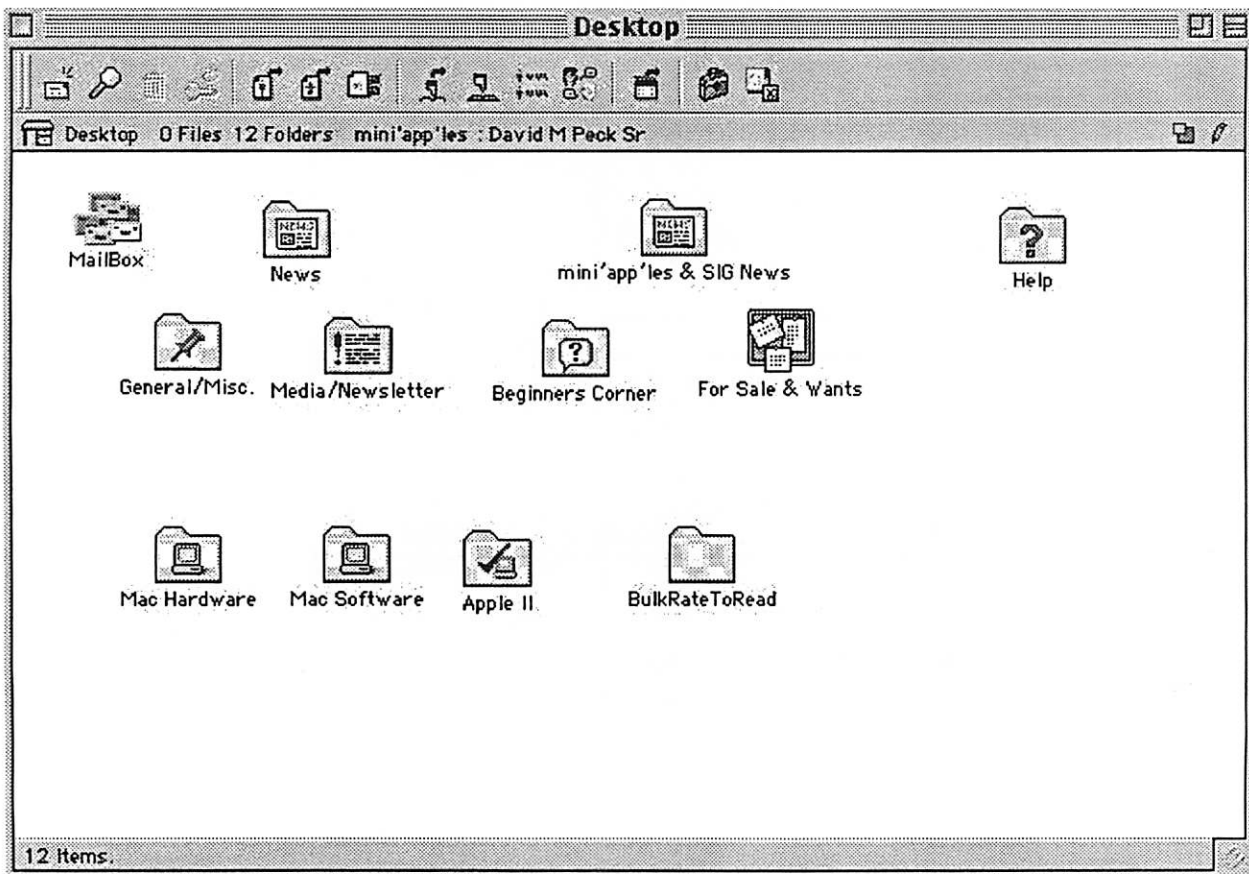 Desktop
Desktop 0 Files 12 Folders mini'app'les : David M Peck Sr
MailBox
News
mini'app'les & SIG News
Help
General/Misc.
Media/Newsletter
Beginners Corner
For Sale & Wants
Mac Hardware
Mac Software
Apple II
BulkRateToRead
12 Items.